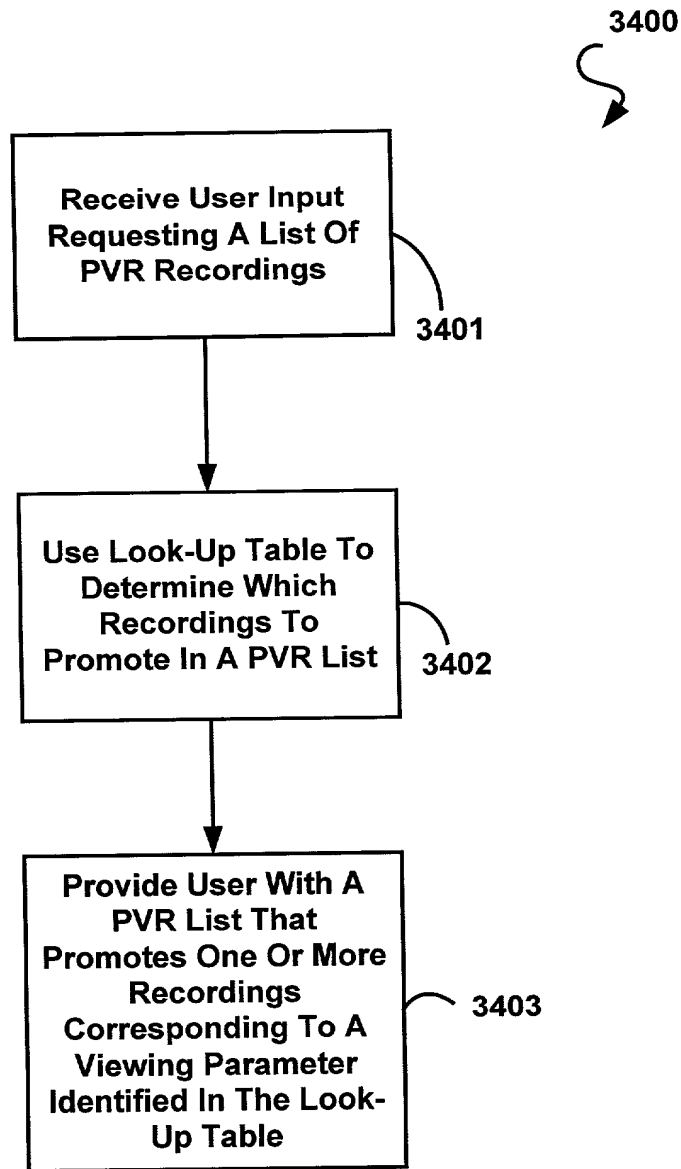 3400
Receive User Input
Requesting A List Of
PVR Recordings
3401
Use Look-Up Table To
Determine Which
Recordings To
Promote In A PVR List
3402
Provide User With A
PVR List That
Promotes One Or More
Recordings
Corresponding To A
Viewing Parameter
Identified In The Look-
Up Table
3403